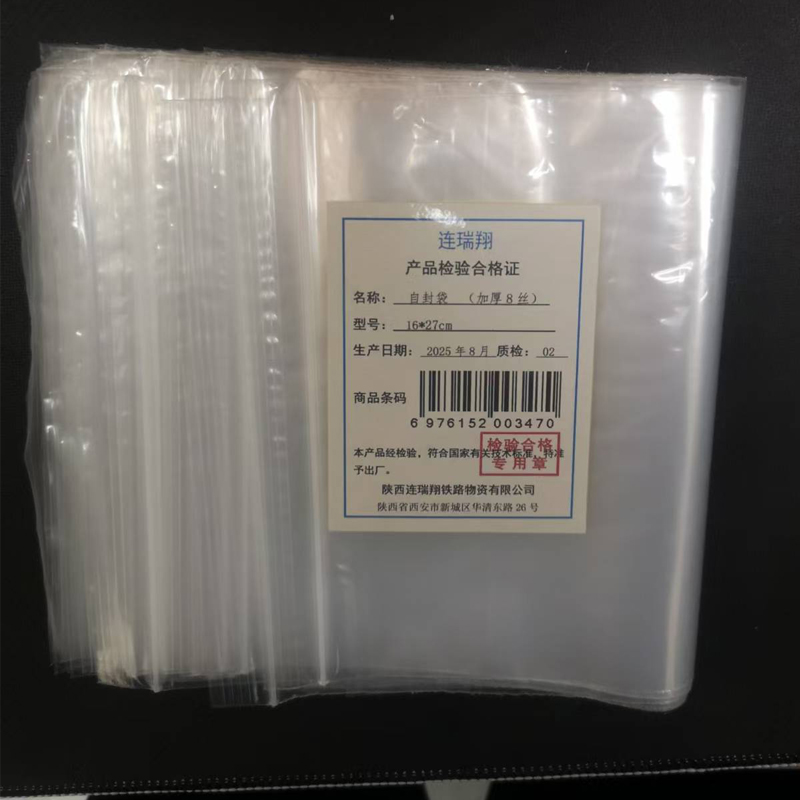 连瑞翔
产品检验合格证
名称： 自封袋 （加厚8丝）
型号： 16*27cm
生产日期： 2025年8月 质检： 02
商品条码
6 976152 003470
本产品经检验，符合国家有关技术标准，特准
予出厂。
检验合格
专用章
陕西连瑞翔铁路物资有限公司
陕西省西安市新城区华清东路26号